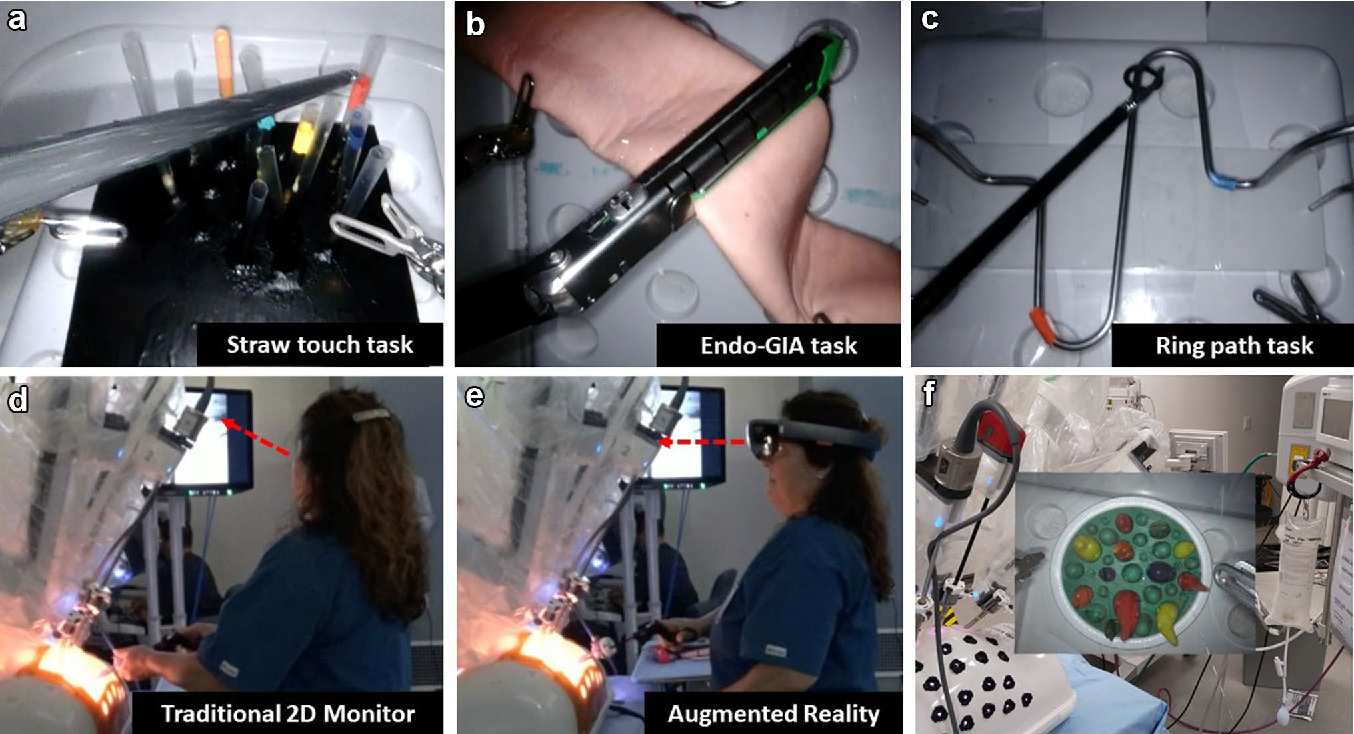 a
Straw touch task
b
Endo-GIA task
c
Ring path task
d
Traditional 2D Monitor
e
Augmented Reality
f